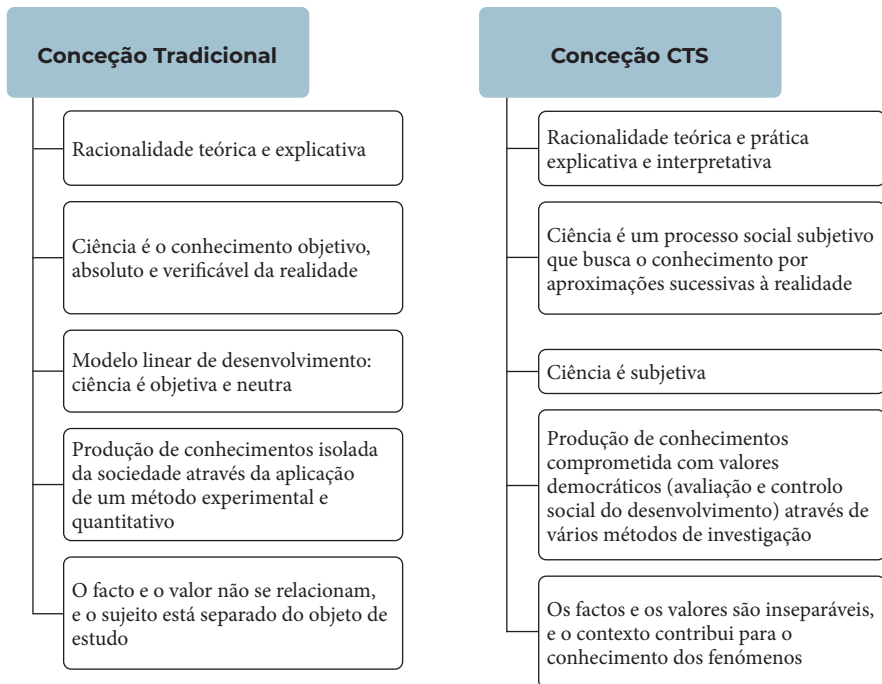 Conceção Tradicional
Racionalidade teórica e explicativa
Ciência é o conhecimento objetivo,
absoluto e verificável da realidade
Modelo linear de desenvolvimento:
ciência é objetiva e neutra
Produção de conhecimentos isolada
da sociedade através da aplicação
de um método experimental e
quantitativo
O facto e o valor não se relacionam,
e o sujeito está separado do objeto de
estudo
Conceção CTS
Racionalidade teórica e prática
explicativa e interpretativa
Ciência é um processo social subjetivo
que busca o conhecimento por
aproximações sucessivas à realidade
Ciência é subjetiva
Produção de conhecimentos
comprometida com valores
democráticos (avaliação e controlo
social do desenvolvimento) através de
vários métodos de investigação
Os factos e os valores são inseparáveis,
e o contexto contribui para o
conhecimento dos fenómenos